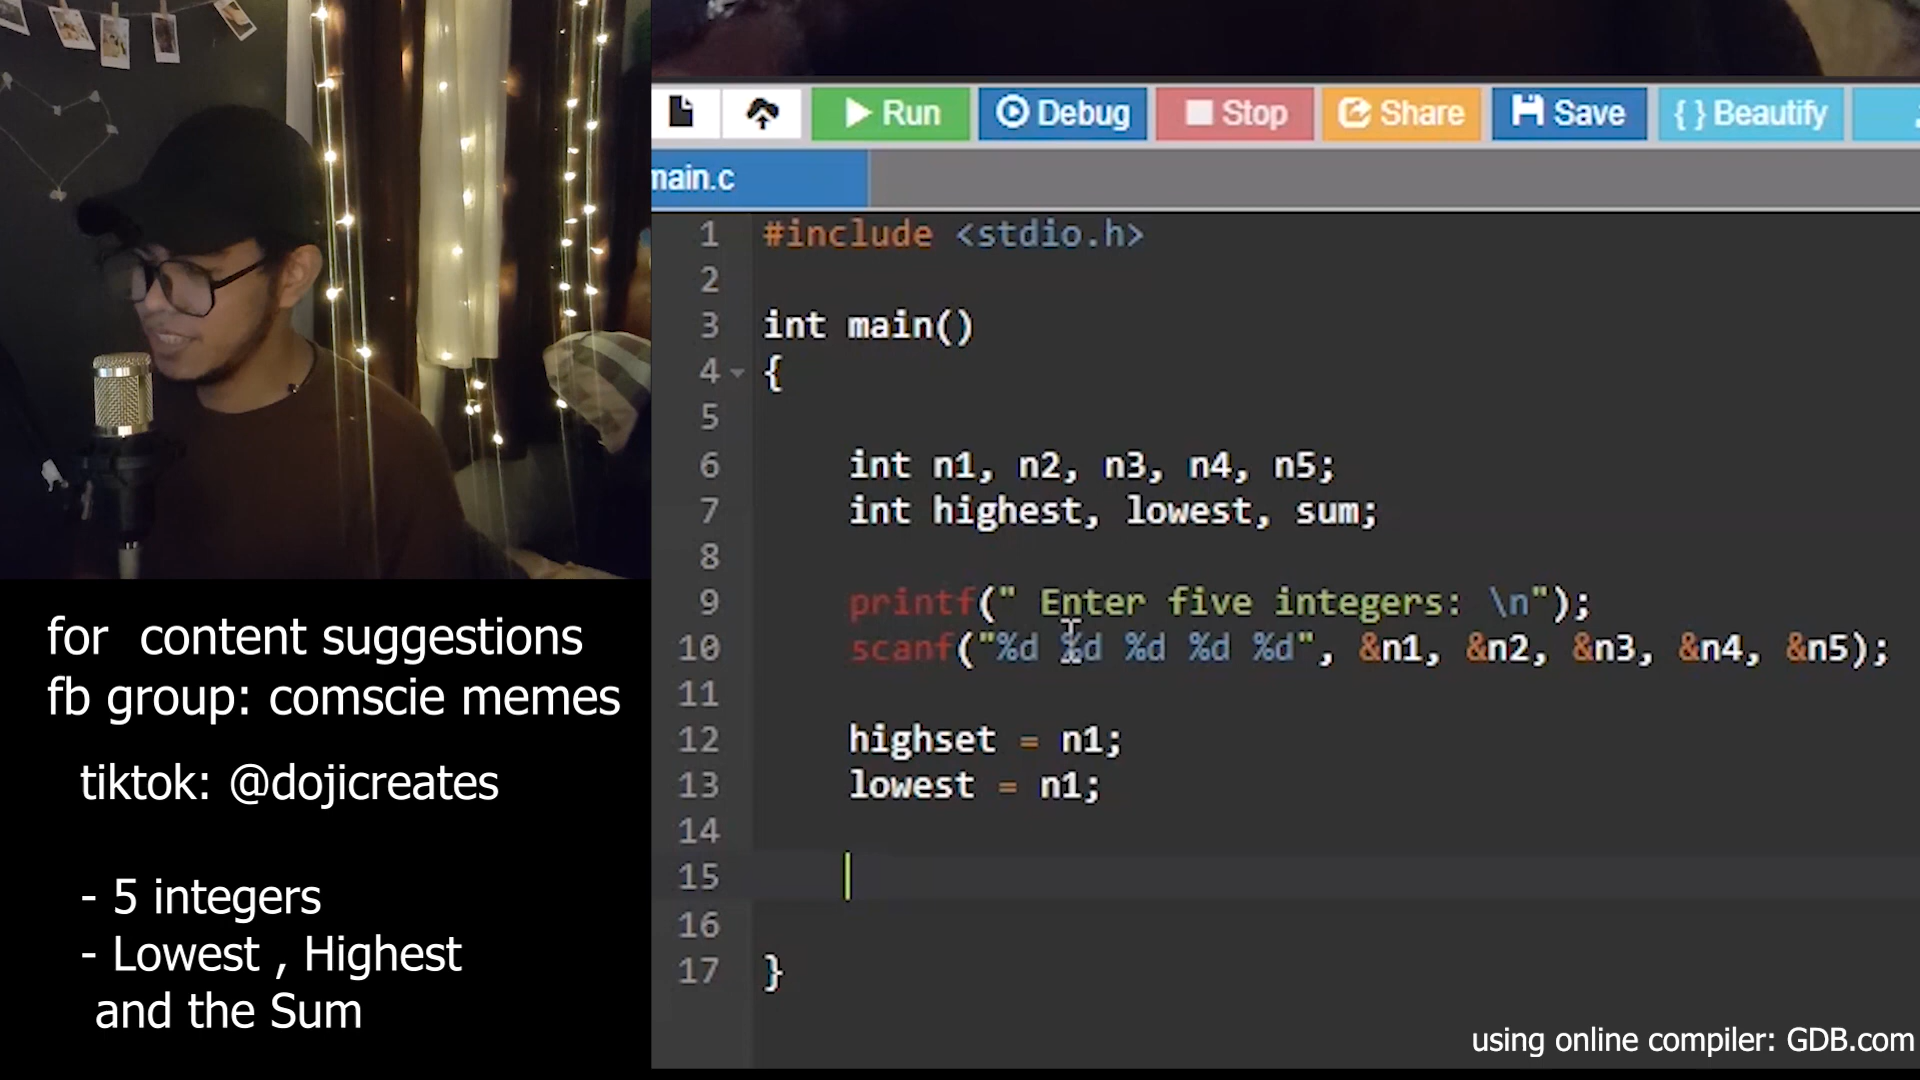 for content suggestions
fb group: comscie memes
tiktok: @dojicreates
- 5 integers
- Lowest , Highest
and the Sum
Run Debug Stop Share Save { } Beautify
main.c
1 #include <stdio.h>
2
3 int main()
4 {
5
6 int n1, n2, n3, n4, n5;
7 int highest, lowest, sum;
8
9 printf(" Enter five integers: \n");
10 scanf("%d %d %d %d %d", &n1, &n2, &n3, &n4, &n5);
11
12 highset = n1;
13 lowest = n1;
14
15
16
17 }
using online compiler: GDB.com